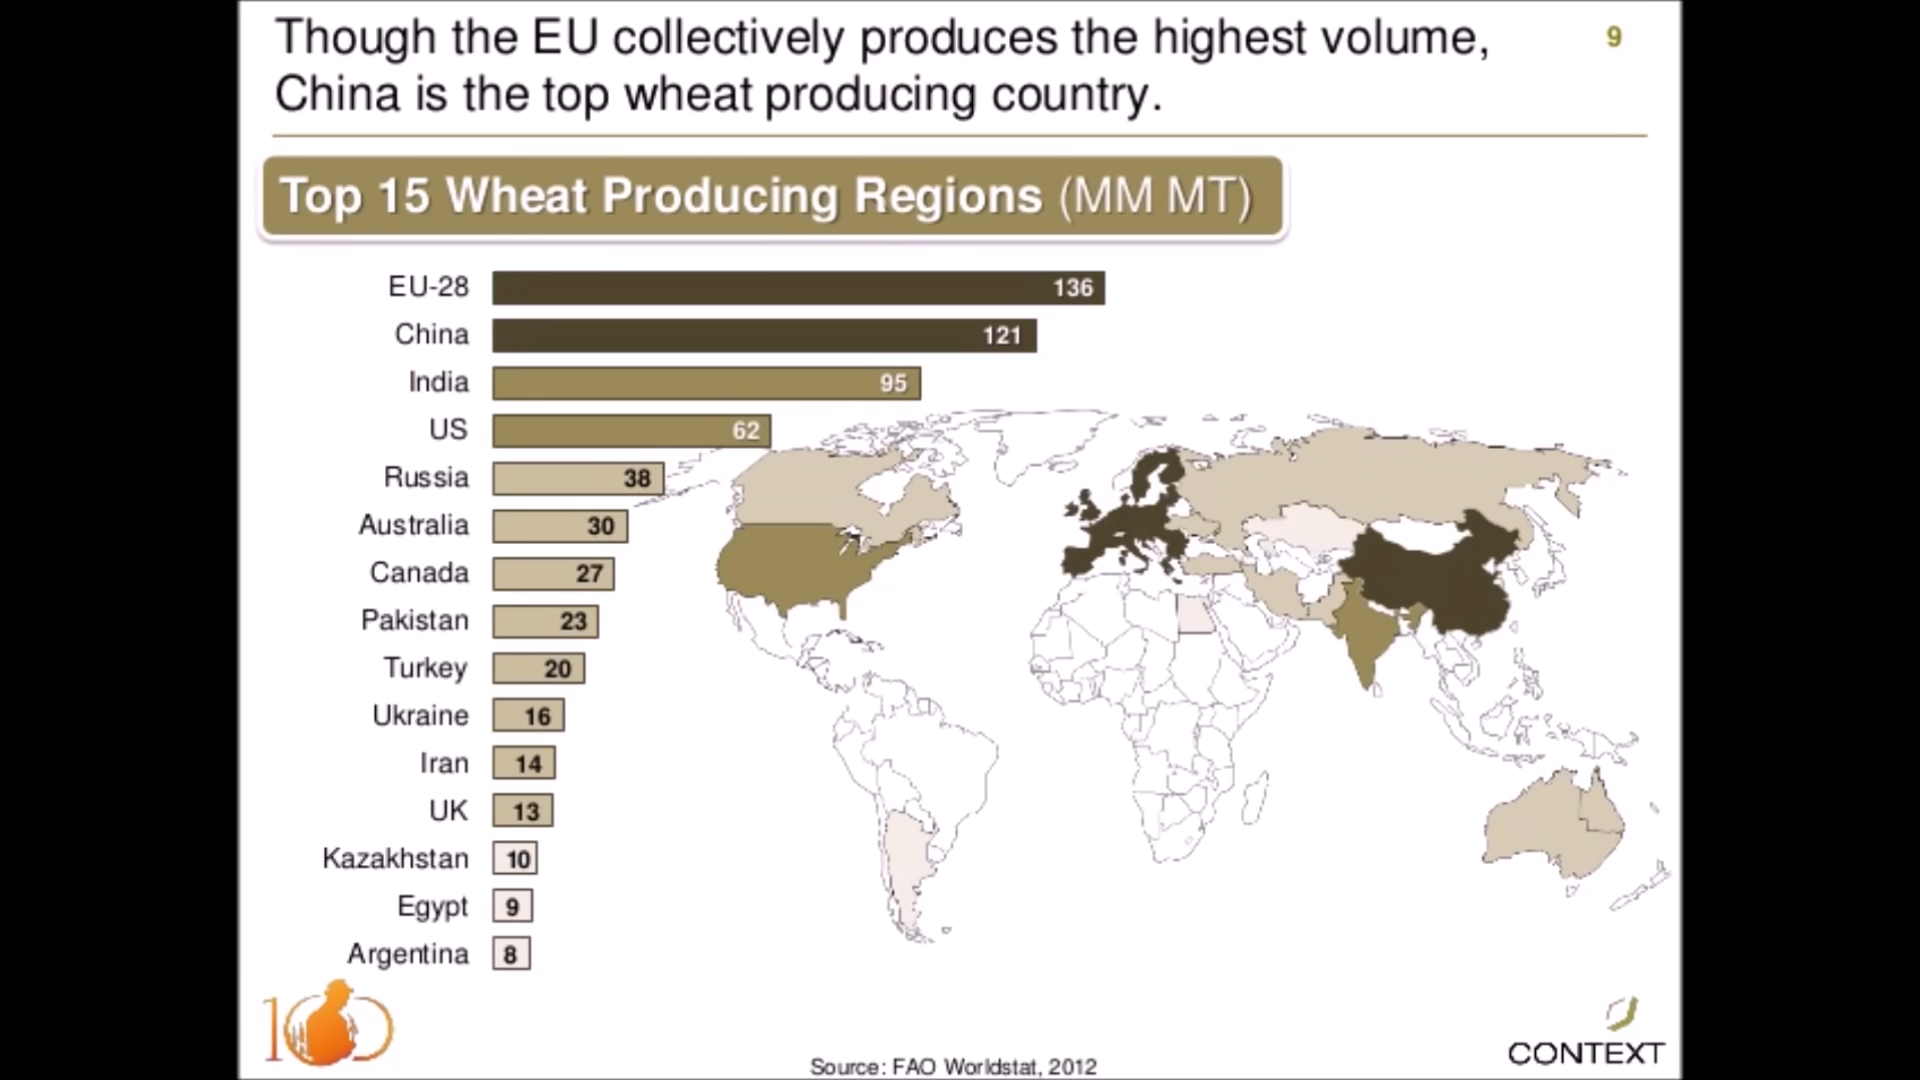 Though the EU collectively produces the highest volume,
China is the top wheat producing country.
9
Top 15 Wheat Producing Regions (MM MT)
EU-28 136
China 121
India 95
US 62
Russia 38
Australia 30
Canada 27
Pakistan 23
Turkey 20
Ukraine 16
Iran 14
UK 13
Kazakhstan 10
Egypt 9
Argentina 8
100
CONTEXT
Source: FAO Worldstat, 2012